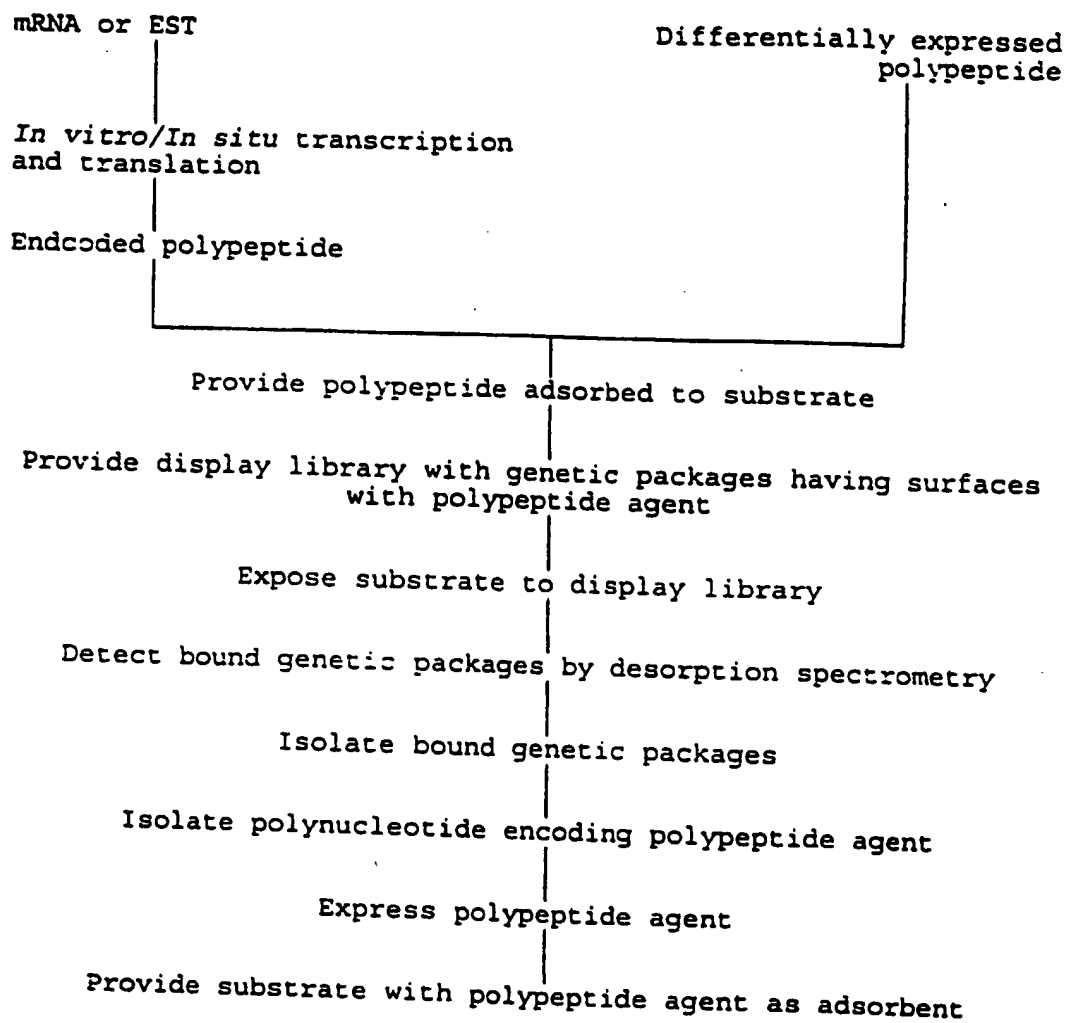 mRNA or EST
Differentially expressed
polypeptide
In vitro/In situ transcription
and translation
Endcoded polypeptide
Provide polypeptide adsorbed to substrate
Provide display library with genetic packages having surfaces
with polypeptide agent
Expose substrate to display library
Detect bound genetic packages by desorption spectrometry
Isolate bound genetic packages
Isolate polynucleotide encoding polypeptide agent
Express polypeptide agent
Provide substrate with polypeptide agent as adsorbent